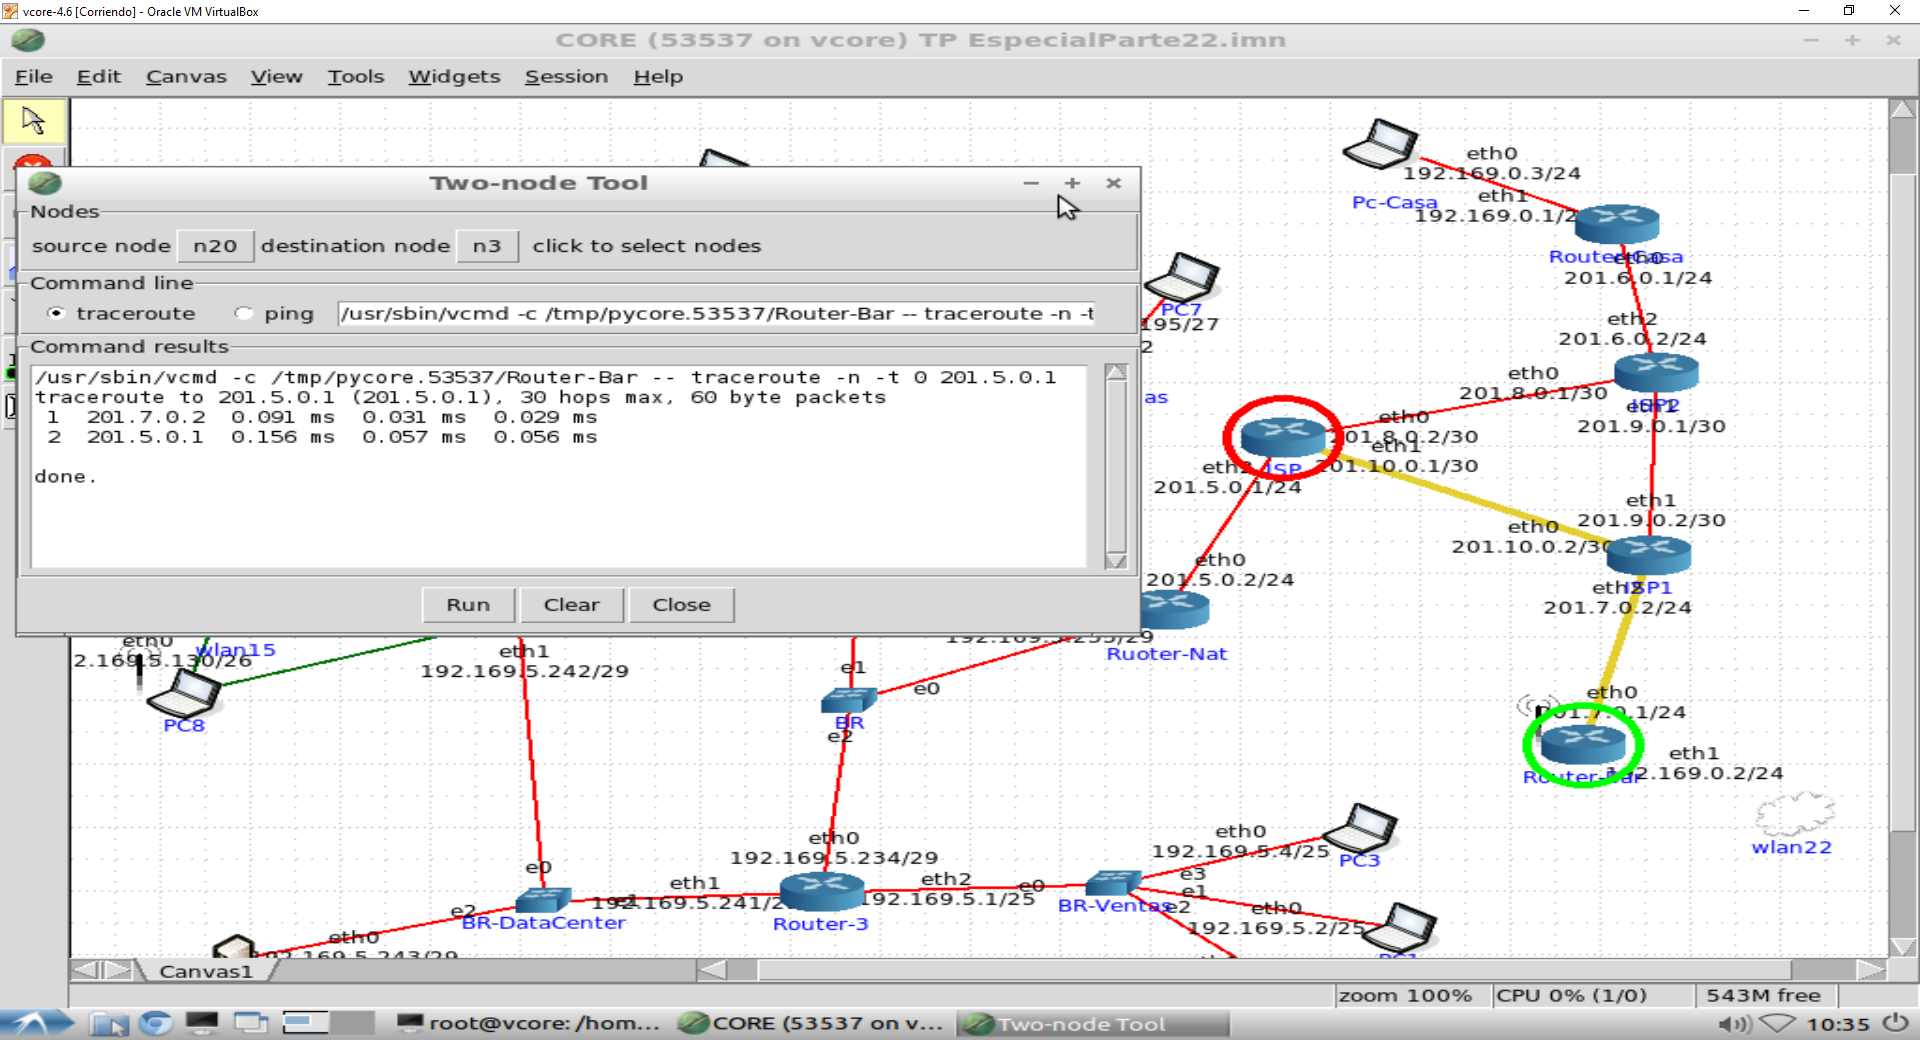 vcore-4.6 [Corriendo] - Oracle VM VirtualBox
CORE (53537 on vcore) TP EspecialParte22.imn
File Edit Canvas View Tools Widgets Session Help
Two-node Tool
Nodes
source node n20 destination node n3 click to select nodes
Command line
traceroute ping /usr/sbin/vcmd -c /tmp/pycore.53537/Router-Bar -- traceroute -n -t
Command results
/usr/sbin/vcmd -c /tmp/pycore.53537/Router-Bar -- traceroute -n -t 0 201.5.0.1
traceroute to 201.5.0.1 (201.5.0.1), 30 hops max, 60 byte packets
1 201.7.0.2 0.091 ms 0.031 ms 0.029 ms
2 201.5.0.1 0.156 ms 0.057 ms 0.056 ms
done.
Run Clear Close
eth0
192.169.0.3/24
Pc-Casa
eth1
192.169.0.1/2
Router-Casa
eth0
201.6.0.1/24
PC7
195/27
2
as
eth2
201.6.0.2/24
eth0
201.8.0.1/30
ISP2
eth1
201.9.0.1/30
eth0
201.8.0.2/30
eth1
201.10.0.1/30
ISP
201.5.0.1/24
eth1
201.9.0.2/30
eth0
201.10.0.2/30
ISP1
eth2
201.7.0.2/24
eth0
201.5.0.2/24
Ruoter-Nat
eth0
201.7.0.1/24
eth1
192.169.0.2/24
Router-Bar
wlan22
eth0
2.169.5.130/26
wlan15
PC8
eth1
192.169.5.242/29
e1
e0
BR
e2
eth0
192.169.5.234/29
e0
e2
e1
BR-DataCenter
eth1
192.169.5.241/2
Router-3
eth2
192.169.5.1/25
e0
BR-Ventas
e3
e1
e2
eth0
192.169.5.4/25
PC3
eth0
192.169.5.2/25
PC1
eth0
192.169.5.243/29
Canvas1
zoom 100% CPU 0% (1/0) 543M free
root@vcore: /hom... CORE (53537 on v... Two-node Tool 10:35